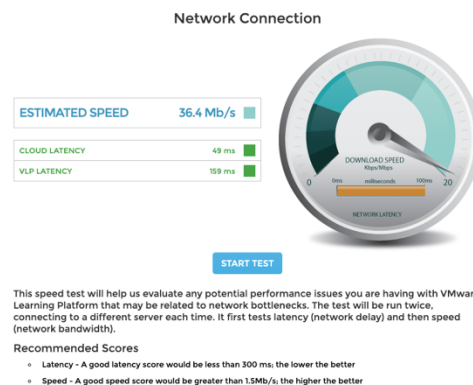 Network Connection
ESTIMATED SPEED 36.4 Mb/s
CLOUD LATENCY 49 ms
VLP LATENCY 159 ms
DOWNLOAD SPEED
Kbps/Mbps
0 0ms milliseconds 100ms 20
NETWORK LATENCY
START TEST
This speed test will help us evaluate any potential performance issues you are having with VMwar
Learning Platform that may be related to network bottlenecks. The test will be run twice,
connecting to a different server each time. It first tests latency (network delay) and then speed
(network bandwidth).
Recommended Scores
Latency - A good latency score would be less than 300 ms; the lower the better
Speed - A good speed score would be greater than 1.5Mb/s; the higher the better